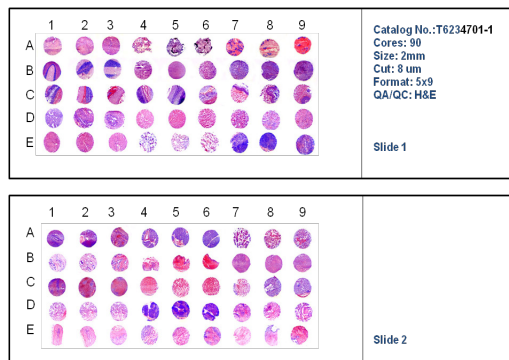 1 2 3 4 5 6 7 8 9
A
B
C
D
E
Catalog No.:T6234701-1
Cores: 90
Size: 2mm
Cut: 8 um
Format: 5x9
QA/QC: H&E
Slide 1
1 2 3 4 5 6 7 8 9
A
B
C
D
E
Slide 2